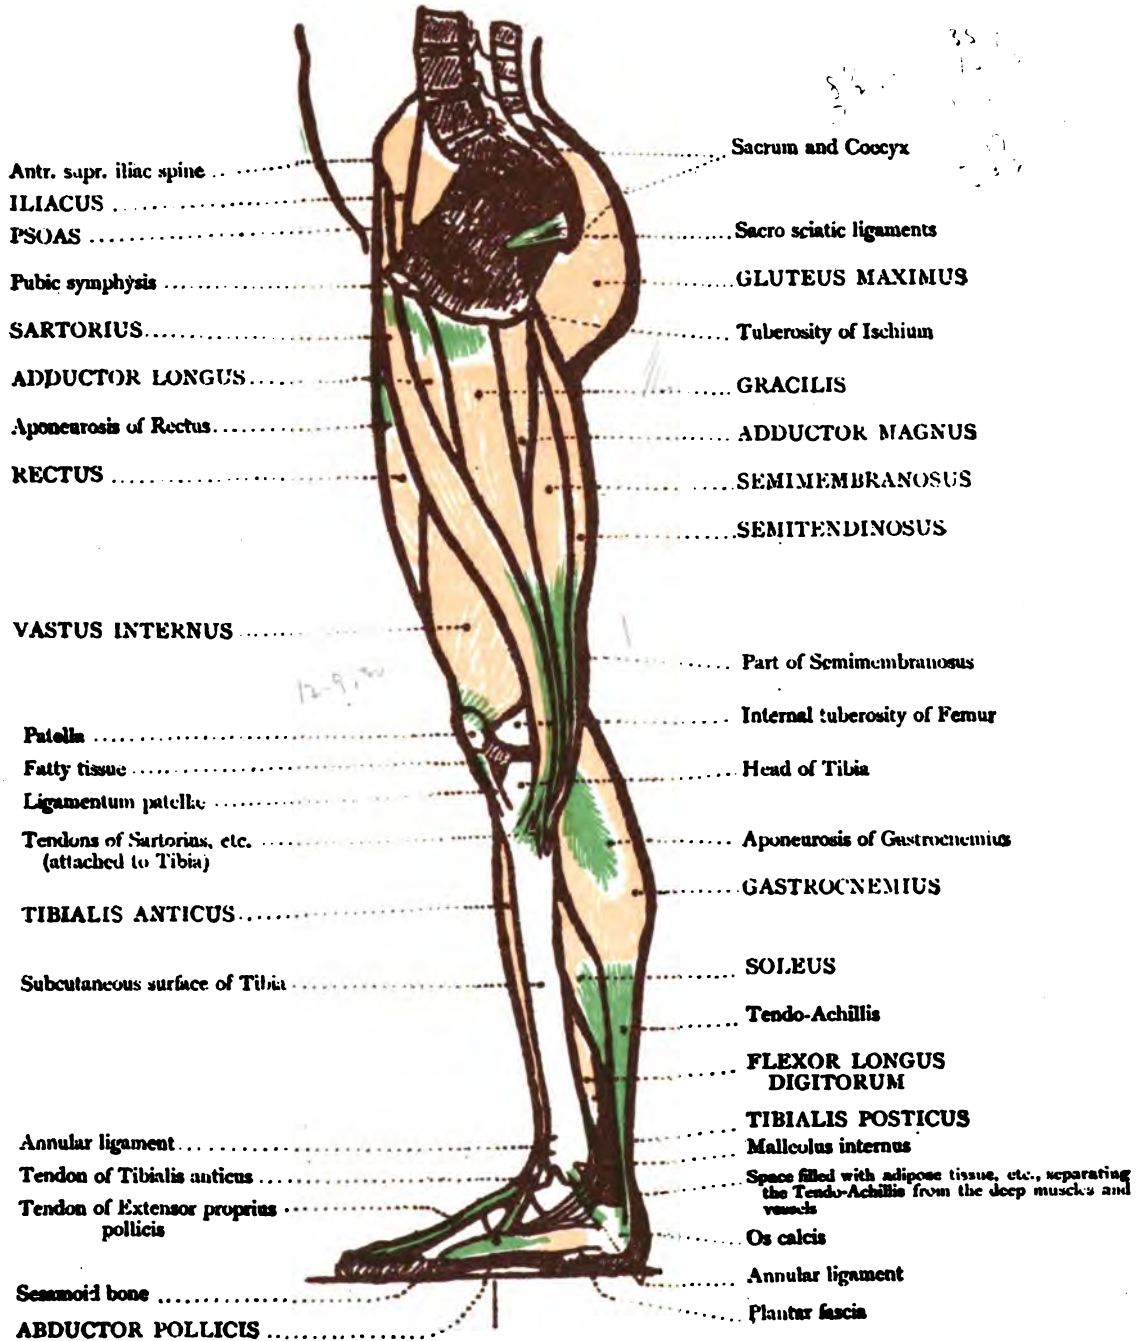 Antr. supr. iliac spine
ILIACUS
PSOAS
Pubic symphysis
SARTORIUS
ADDUCTOR LONGUS
Aponeurosis of Rectus
RECTUS
VASTUS INTERNUS
12-9,30
Patella
Fatty tissue
Ligamentum patellæ
Tendons of Sartorius, etc.
(attached to Tibia)
TIBIALIS ANTICUS
Subcutaneous surface of Tibia
Annular ligament
Tendon of Tibialis anticus
Tendon of Extensor proprius
pollicis
Sesamoid bone
ABDUCTOR POLLICIS
Sacrum and Coccyx
Sacro sciatic ligaments
GLUTEUS MAXIMUS
Tuberosity of Ischium
GRACILIS
ADDUCTOR MAGNUS
SEMIMEMBRANOSUS
SEMITENDINOSUS
Part of Semimembranosus
Internal tuberosity of Femur
Head of Tibia
Aponeurosis of Gastrocnemius
GASTROCNEMIUS
SOLEUS
Tendo-Achillis
FLEXOR LONGUS
DIGITORUM
TIBIALIS POSTICUS
Malleolus internus
Space filled with adipose tissue, etc., separating
the Tendo-Achillis from the deep muscles and
vessels
Os calcis
Annular ligament
Plantar fascia